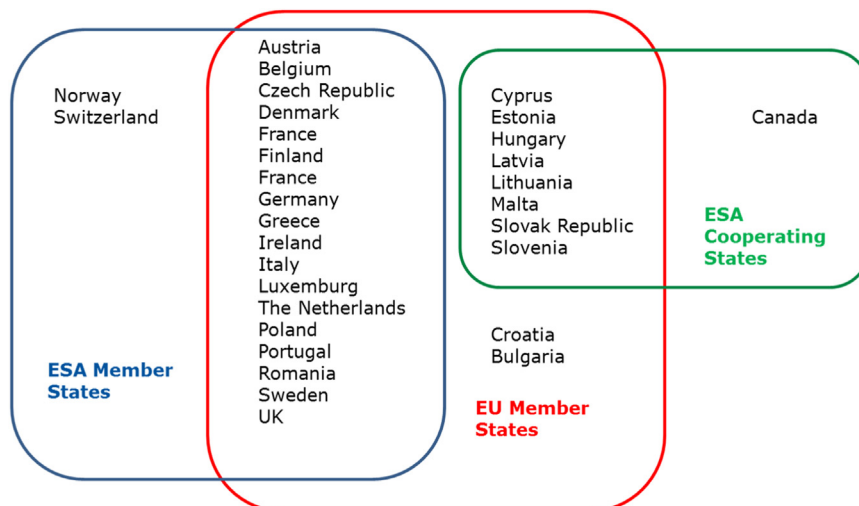 Norway
Switzerland
ESA Member
States
Austria
Belgium
Czech Republic
Denmark
France
Finland
France
Germany
Greece
Ireland
Italy
Luxemburg
The Netherlands
Poland
Portugal
Romania
Sweden
UK
Cyprus
Estonia
Hungary
Latvia
Lithuania
Malta
Slovak Republic
Slovenia
Croatia
Bulgaria
EU Member
States
Canada
ESA
Cooperating
States